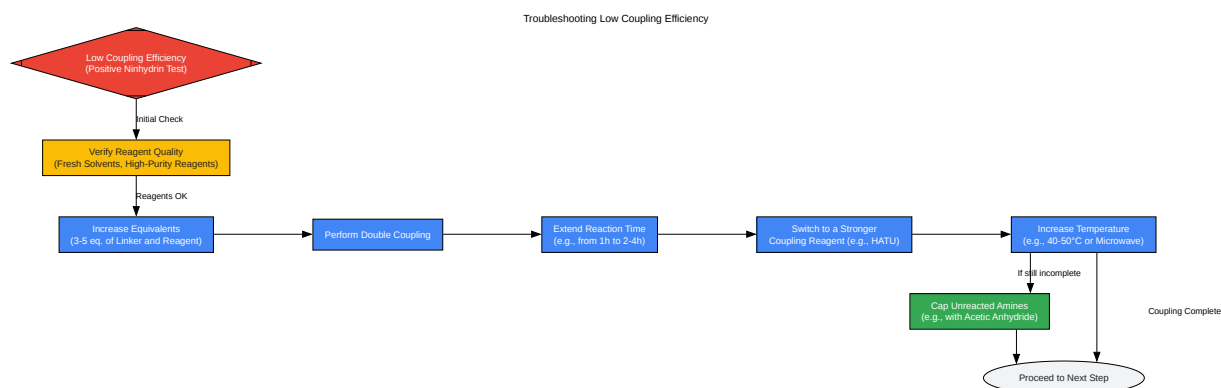 Troubleshooting Low Coupling Efficiency
Low Coupling Efficiency
(Positive Ninhydrin Test)
Initial Check
Verify Reagent Quality
(Fresh Solvents, High-Purity Reagents)
Reagents OK
Increase Equivalents
(3-5 eq. of Linker and Reagent)
Perform Double Coupling
Extend Reaction Time
(e.g., from 1h to 2-4h)
Switch to a Stronger
Coupling Reagent (e.g., HATU)
Increase Temperature
(e.g., 40-50°C or Microwave)
If still incomplete
Cap Unreacted Amines
(e.g., with Acetic Anhydride)
Coupling Complete
Proceed to Next Step